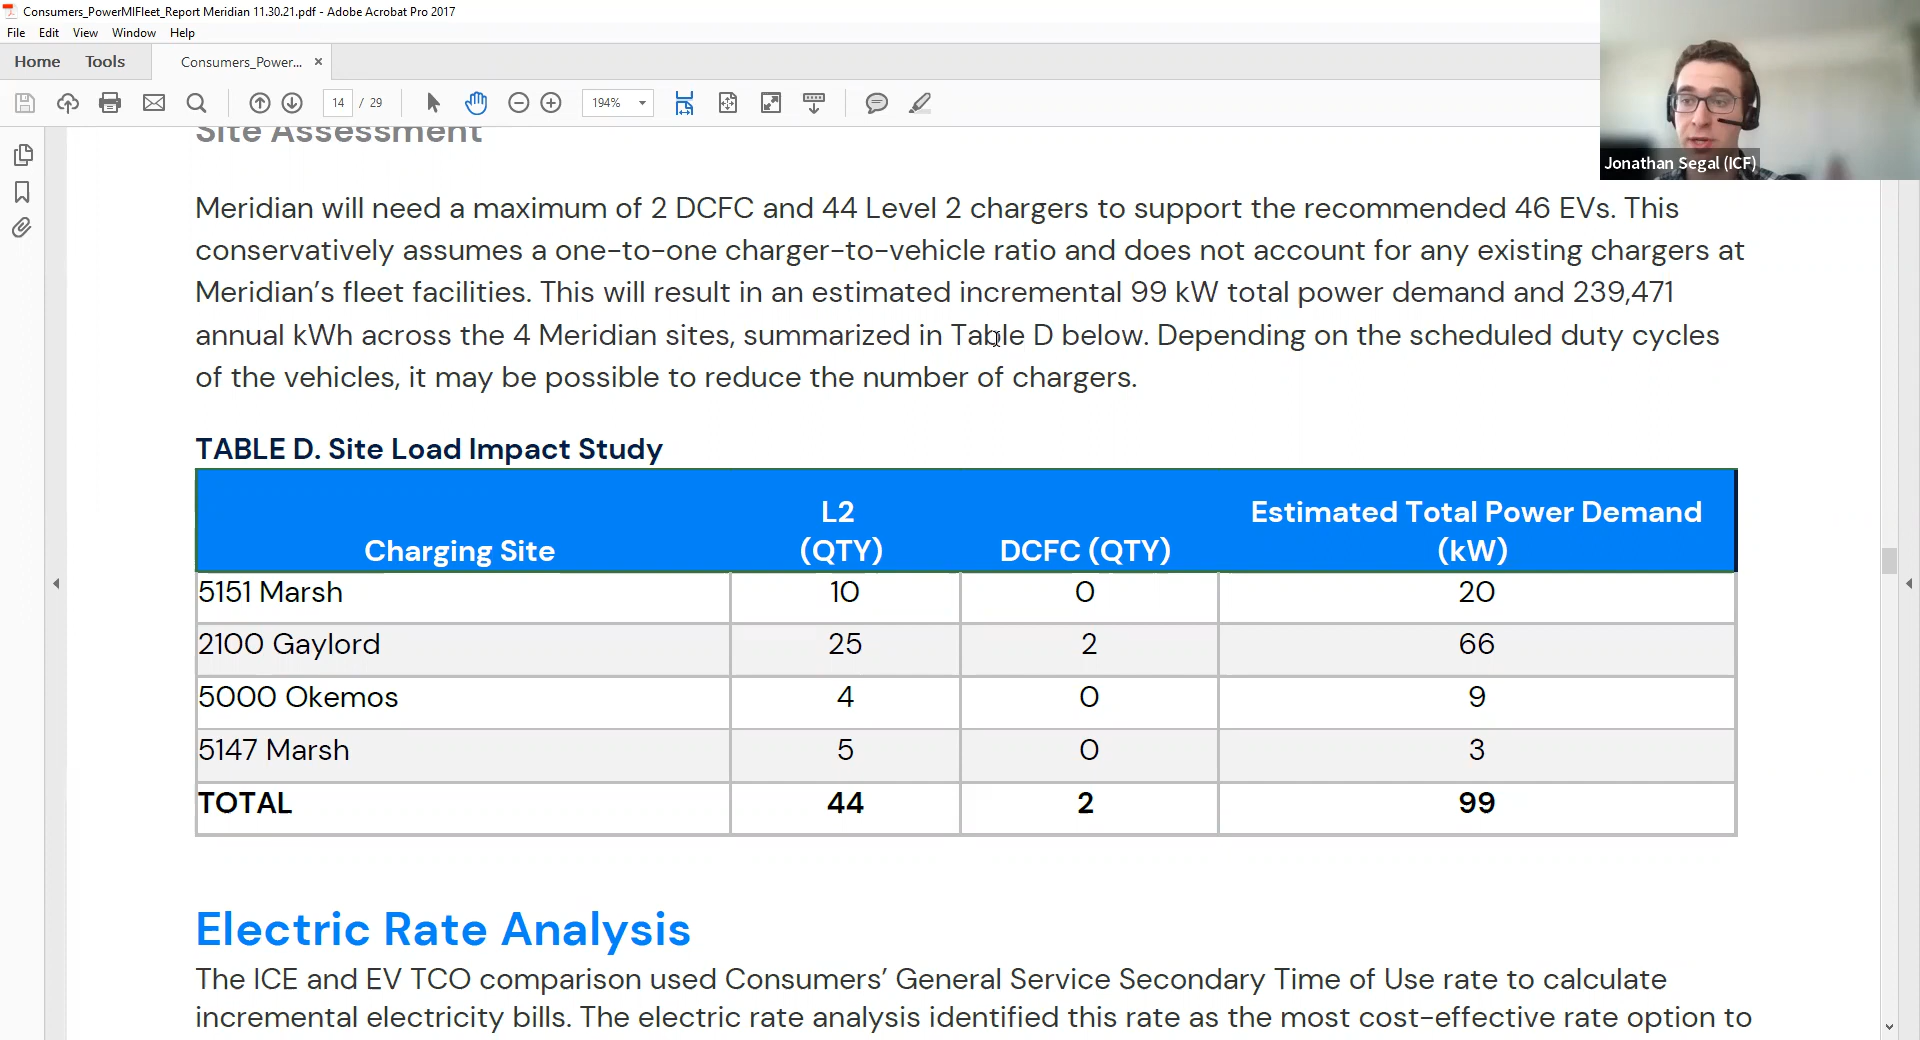 Consumers_PowerMIFleet_Report Meridian 11.30.21.pdf - Adobe Acrobat Pro 2017
File Edit View Window Help
Home Tools Consumers_Power... ×
14 / 29 194%
Jonathan Segal (ICF)
Site Assessment
Meridian will need a maximum of 2 DCFC and 44 Level 2 chargers to support the recommended 46 EVs. This
conservatively assumes a one-to-one charger-to-vehicle ratio and does not account for any existing chargers at
Meridian’s fleet facilities. This will result in an estimated incremental 99 kW total power demand and 239,471
annual kWh across the 4 Meridian sites, summarized in Table D below. Depending on the scheduled duty cycles
of the vehicles, it may be possible to reduce the number of chargers.
TABLE D. Site Load Impact Study
Charging Site L2 (QTY) DCFC (QTY) Estimated Total Power Demand (kW)
5151 Marsh 10 0 20
2100 Gaylord 25 2 66
5000 Okemos 4 0 9
5147 Marsh 5 0 3
TOTAL 44 2 99
Electric Rate Analysis
The ICE and EV TCO comparison used Consumers’ General Service Secondary Time of Use rate to calculate
incremental electricity bills. The electric rate analysis identified this rate as the most cost-effective rate option to